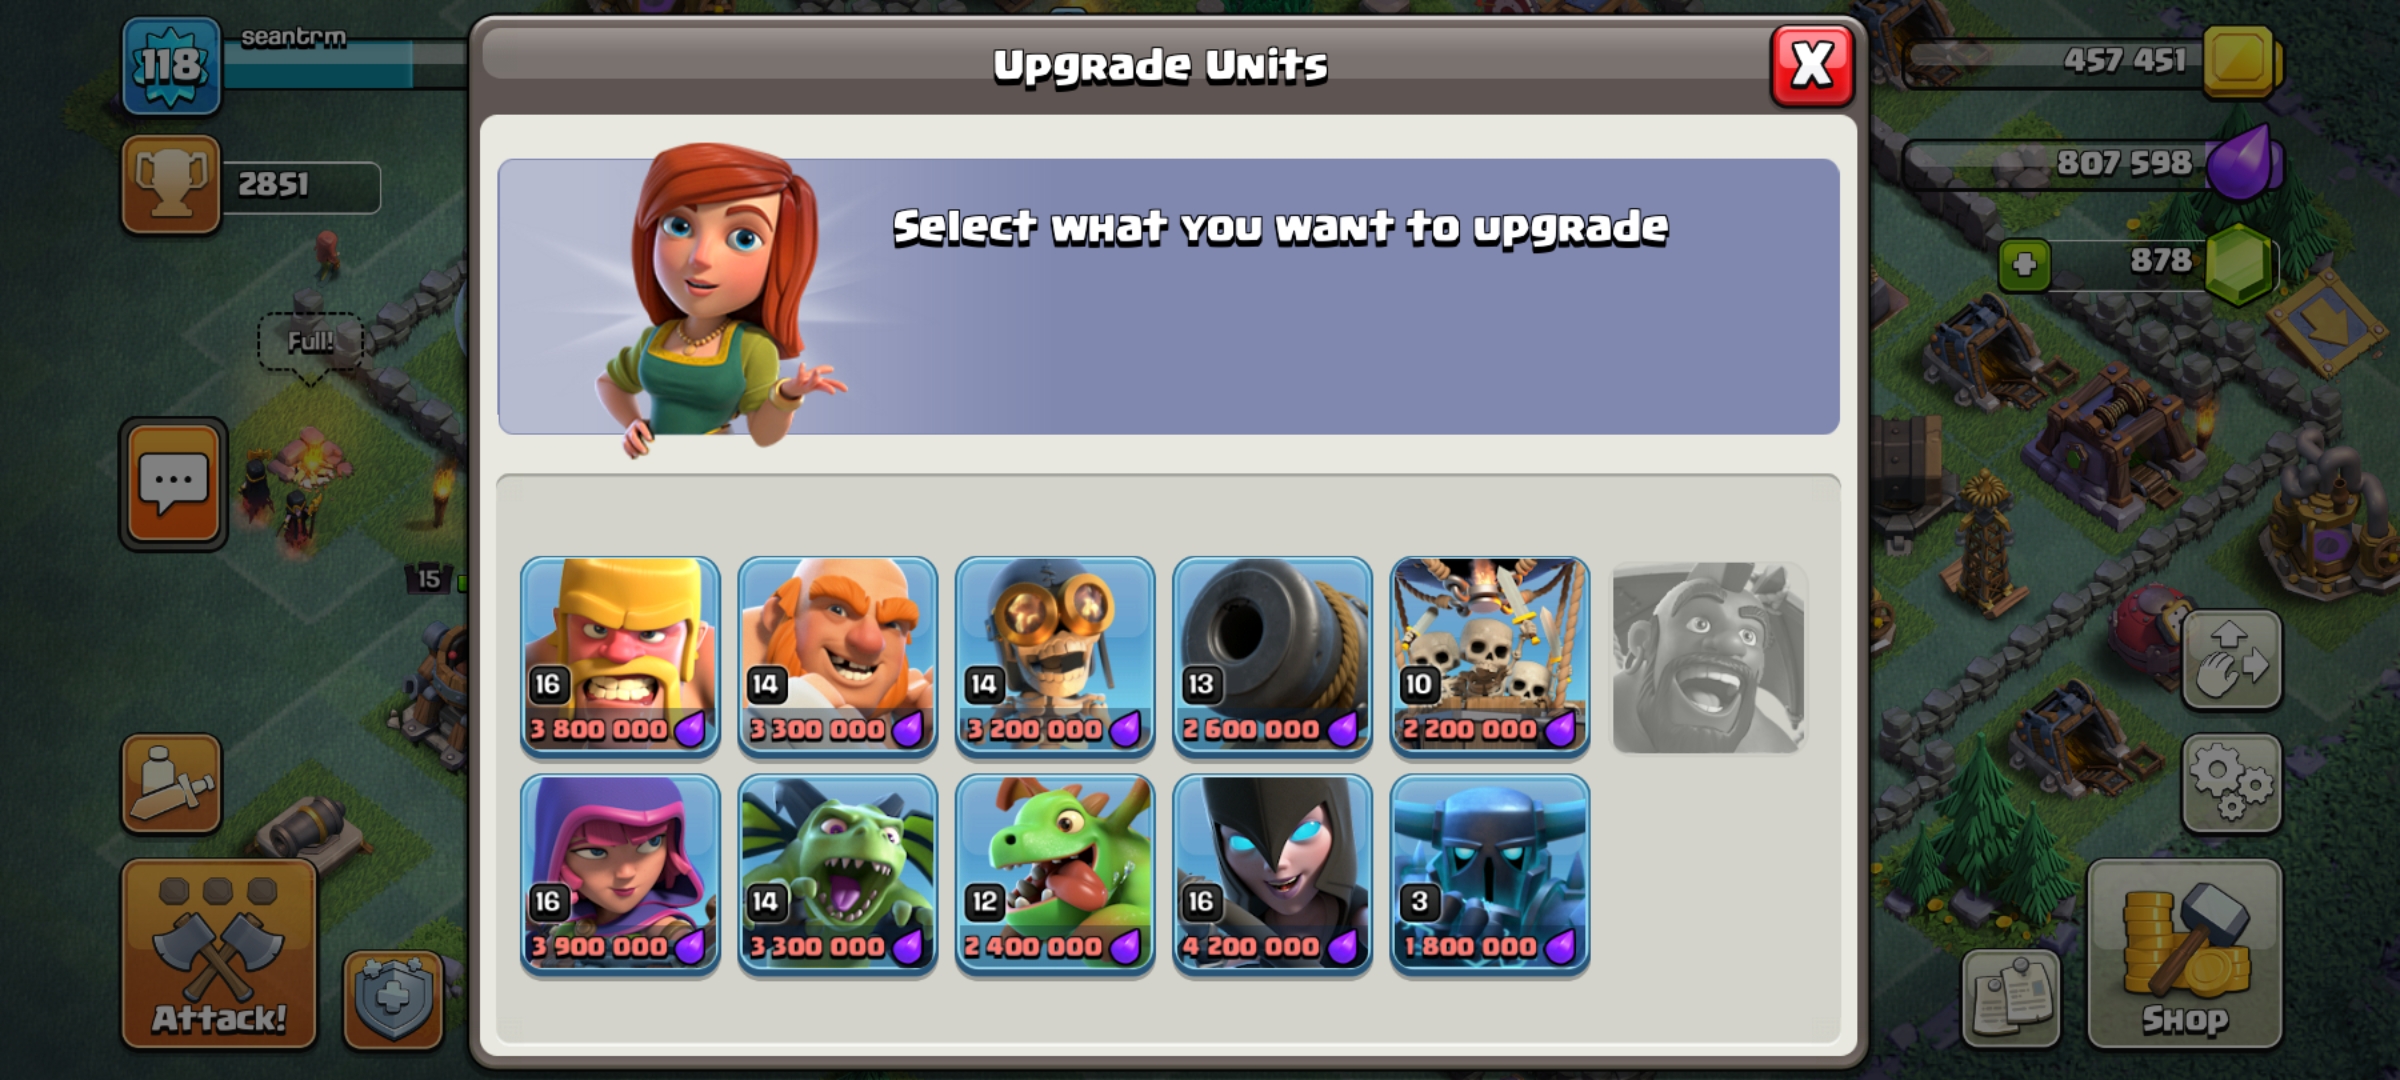 118
seantrm
Upgrade Units
X
457 451
2851
807 598
Select what you want to upgrade
878
Full!
15
16
3 800 000
14
3 300 000
14
3 200 000
13
2 600 000
10
2 200 000
16
3 900 000
14
3 300 000
12
2 400 000
16
4 200 000
3
1 800 000
Attack!
Shop